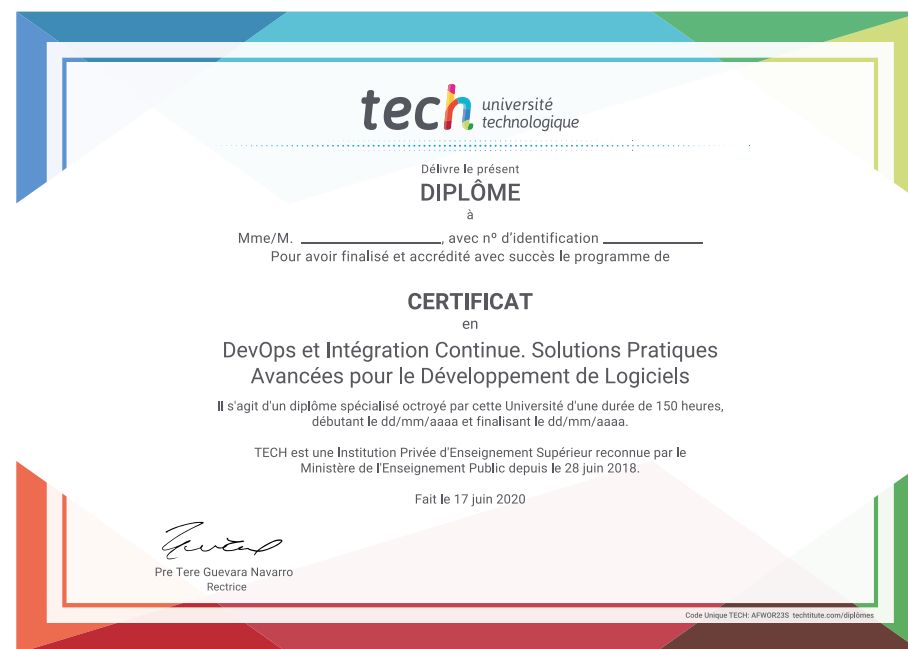 tech université
technologique
Délivre le présent
DIPLÔME
à
Mme/M. ____________________, avec nº d'identification ______________
Pour avoir finalisé et accrédité avec succès le programme de
CERTIFICAT
en
DevOps et Intégration Continue. Solutions Pratiques
Avancées pour le Développement de Logiciels
Il s'agit d'un diplôme spécialisé octroyé par cette Université d'une durée de 150 heures,
débutant le dd/mm/aaaa et finalisant le dd/mm/aaaa.
TECH est une Institution Privée d'Enseignement Supérieur reconnue par le
Ministère de l'Enseignement Public depuis le 28 juin 2018.
Fait le 17 juin 2020
Pre Tere Guevara Navarro
Rectrice
Code Unique TECH: AFWOR23S techtitute.com/diplômes